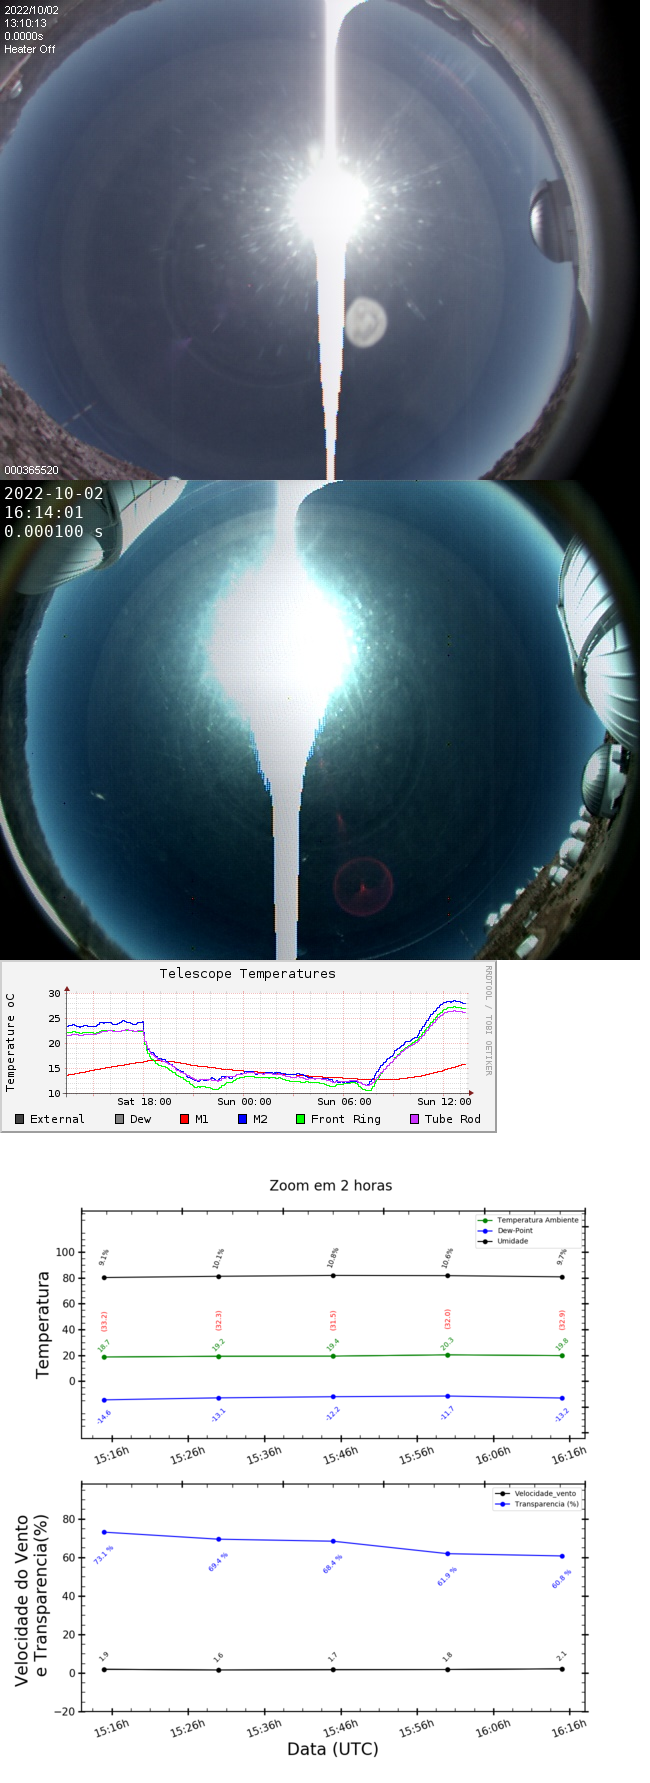 2022/10/02
13:10:13
0.0000s
Heater Off
000365520
2022-10-02
16:14:01
0.000100 s
Telescope Temperatures
RRDTOOL / TOBI OETIKER
Temperature oC
30
25
20
15
10
Sat 18:00 Sun 00:00 Sun 06:00 Sun 12:00
External Dew M1 M2 Front Ring Tube Rod
Zoom em 2 horas
Temperatura
Temperatura Ambiente
Dew-Point
Umidade
100
80
60
40
20
0
9.1% 10.1% 10.8% 10.6% 9.7%
(33.2) (32.3) (31.5) (32.0) (32.9)
18.7 19.2 19.4 20.3 19.8
-14.6 -13.1 -12.2 -11.7 -13.2
15:16h 15:26h 15:36h 15:46h 15:56h 16:06h 16:16h
Velocidade do Vento
e Transparencia(%)
Velocidade_vento
Transparencia (%)
80
60
40
20
0
−20
73.1 % 69.4 % 68.4 % 61.9 % 60.8 %
1.9 1.6 1.7 1.8 2.1
15:16h 15:26h 15:36h 15:46h 15:56h 16:06h 16:16h
Data (UTC)